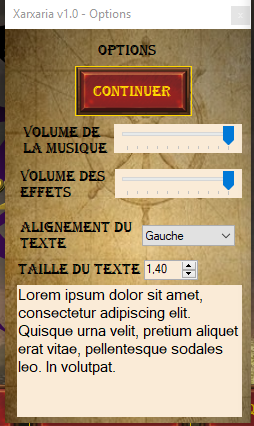 Xarxaria v1.0 - Options
OPTIONS
CONTINUER
VOLUME DE
LA MUSIQUE
VOLUME DES
EFFETS
ALIGNEMENT DU
TEXTE
Gauche
TAILLE DU TEXTE
1,40
Lorem ipsum dolor sit amet,
consectetur adipiscing elit.
Quisque urna velit, pretium aliquet
erat vitae, pellentesque sodales
leo. In volutpat.